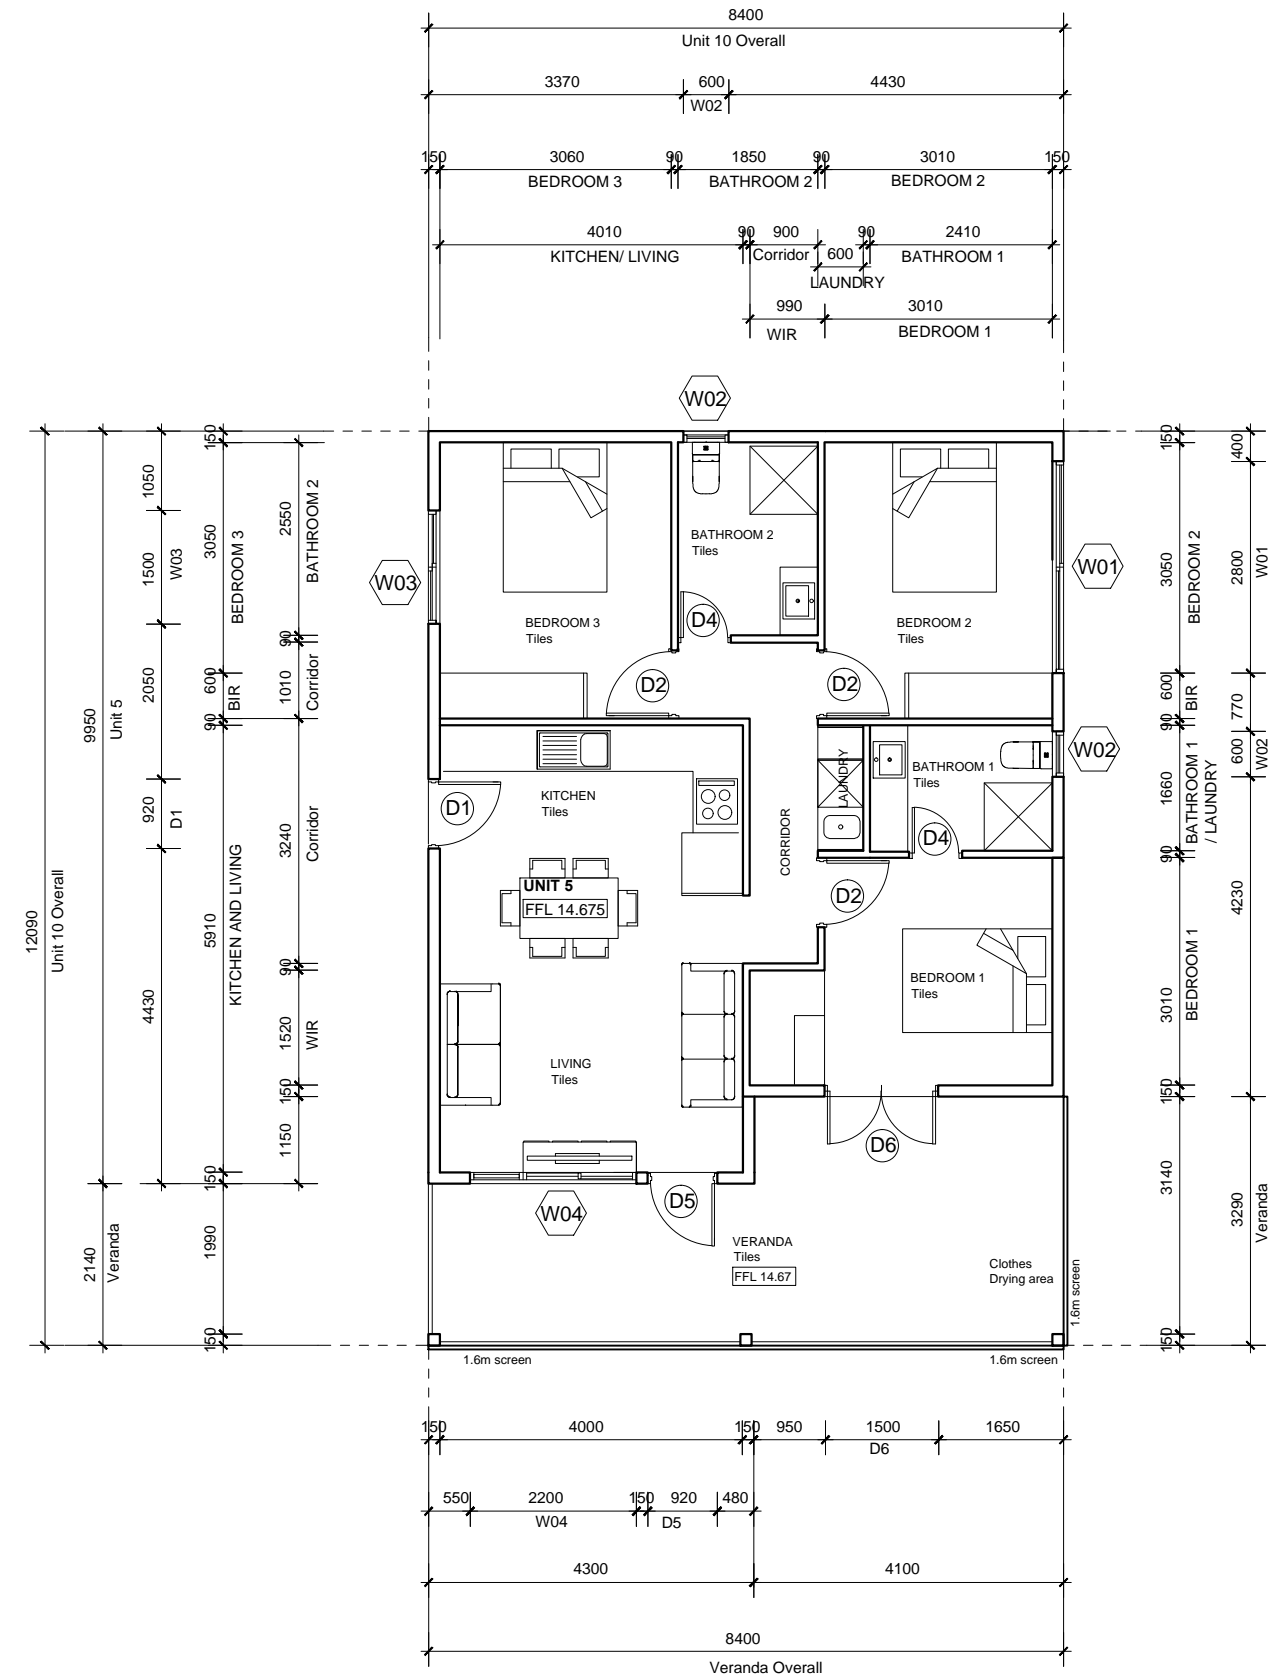 8400
Unit 10 Overall
3370 600 4430
W02
150 3060 90 1850 90 3010 150
BEDROOM 3 BATHROOM 2 BEDROOM 2
4010 90 900 90 2410
KITCHEN/ LIVING Corridor 600 BATHROOM 1
LAUNDRY
990 3010
WIR BEDROOM 1
W02
W03
W01
W02
BATHROOM 2
Tiles
BEDROOM 3
Tiles
D4
BEDROOM 2
Tiles
D2
D2
KITCHEN
Tiles
D1
LAUNDRY
BATHROOM 1
Tiles
D4
CORRIDOR
D2
UNIT 5
FFL 14.675
BEDROOM 1
Tiles
LIVING
Tiles
D6
D5
W04
VERANDA
Tiles
FFL 14.67
Clothes
Drying area
1.6m screen
1.6m screen
1.6m screen
12090
Unit 10 Overall
9950
Unit 5
2140
Veranda
1050
1500
W03
2050
920
D1
4430
150
3050
BEDROOM 3
600
BIR
90
5910
KITCHEN AND LIVING
150
1990
150
2550
BATHROOM 2
90
1010
Corridor
3240
Corridor
90
1520
WIR
150
1150
150
3050
BEDROOM 2
600
BIR
90
1660
BATHROOM 1
/ LAUNDRY
90
3010
BEDROOM 1
150
3140
150
400
2800
W01
770
600
W02
4230
3290
Veranda
150 4000 150 950 1500 1650
D6
550 2200 150 920 480
W04 D5
4300 4100
8400
Veranda Overall